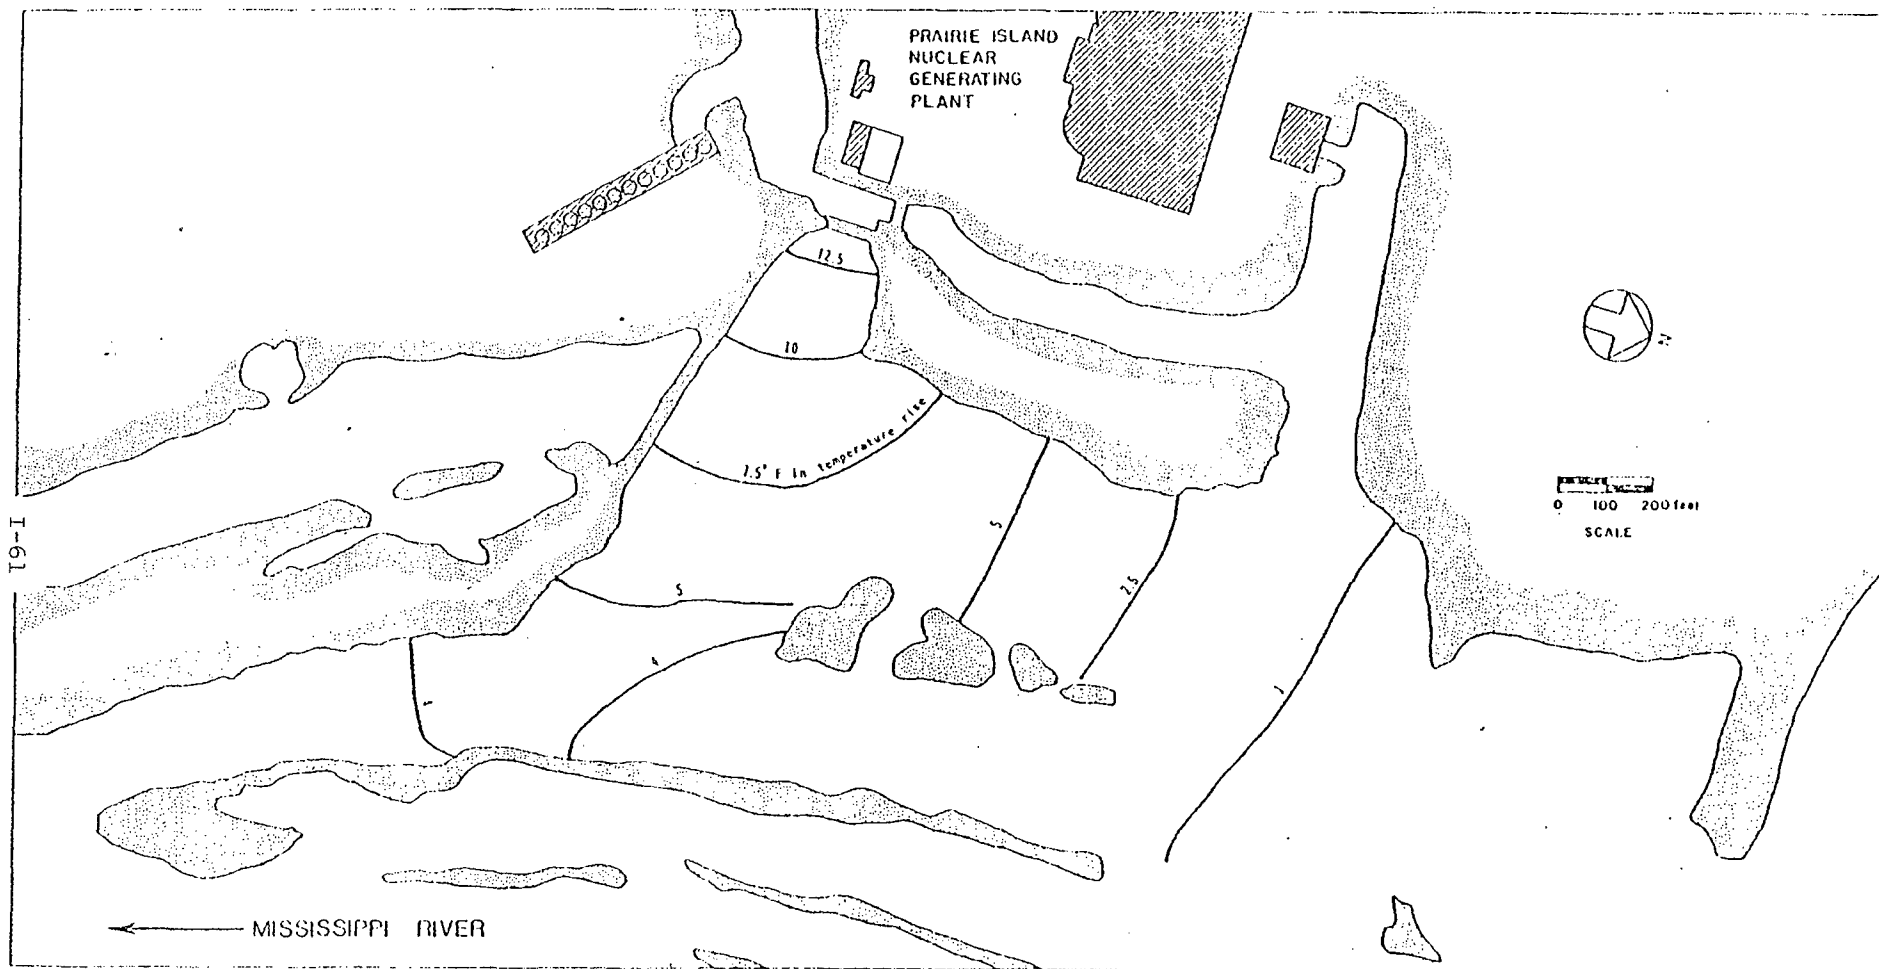 PRAIRIE ISLAND
NUCLEAR
GENERATING
PLANT
12.5
10
7.5° F in temperature rise
5
2.5
5
4
1
1
N
0 100 200 feet
SCALE
I-61
MISSISSIPPI RIVER